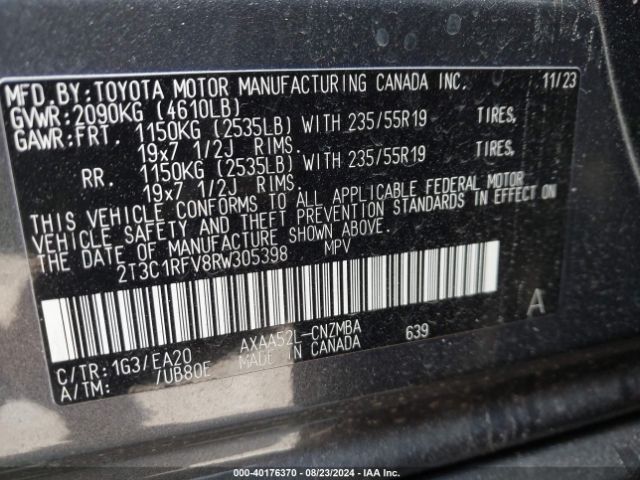 MFD.BY:TOYOTA MOTOR MANUFACTURING CANADA INC. 11/23
GVWR:2090KG (4610LB)
GAWR:FRT. 1150KG (2535LB) WITH 235/55R19 TIRES,
19x7 1/2J RIMS.
RR. 1150KG (2535LB) WITH 235/55R19 TIRES,
19x7 1/2J RIMS.
THIS VEHICLE CONFORMS TO ALL APPLICABLE FEDERAL MOTOR
VEHICLE SAFETY AND THEFT PREVENTION STANDARDS IN EFFECT ON
THE DATE OF MANUFACTURE SHOWN ABOVE.
2T3C1RFV8RW305398 MPV
A
C/TR:1G3/EA20 AXAA52L-CNZMBA 639
A/TM: /UB80E MADE IN CANADA
00-40176370 - 08/23/2024 - IAA Inc.